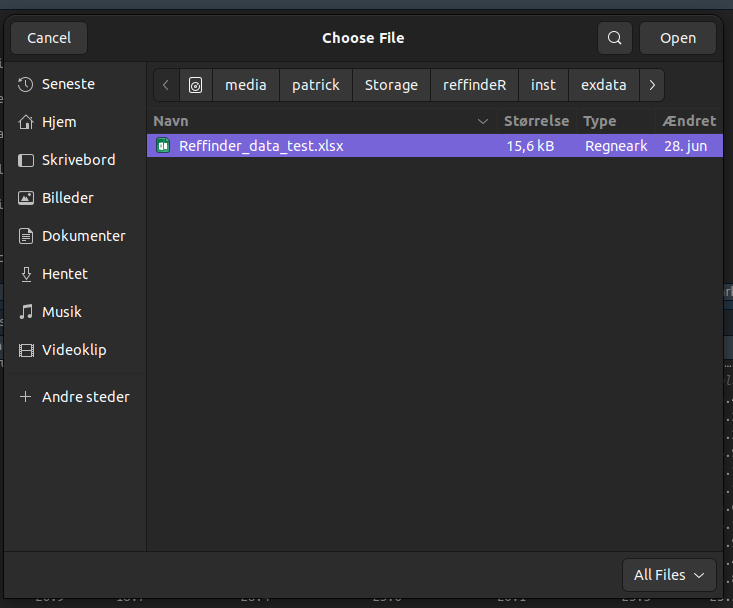 Cancel Choose File Open
Seneste
Hjem
Skrivebord
Billeder
Dokumenter
Hentet
Musik
Videoklip
Andre steder
media patrick Storage reffindeR inst exdata
Navn Størrelse Type Ændret
Reffinder_data_test.xlsx 15,6 kB Regneark 28. jun
All Files